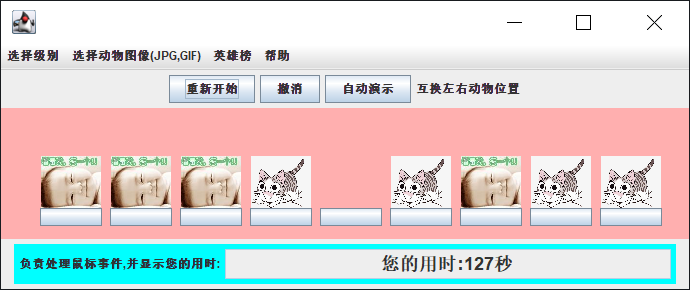 选择级别 选择动物图像(JPG,GIF) 英雄榜 帮助
重新开始 撤消 自动演示 互换左右动物位置
负责处理鼠标事件,并显示您的用时: 您的用时:127秒